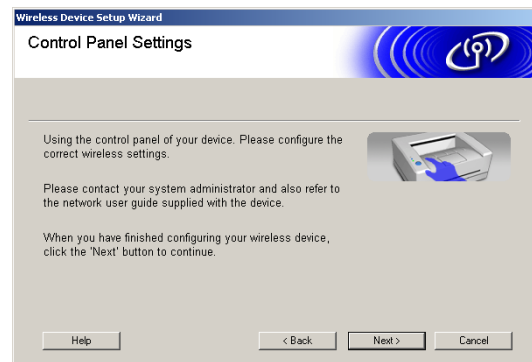 Wireless Device Setup Wizard
Control Panel Settings
Using the control panel of your device. Please configure the
correct wireless settings.
Please contact your system administrator and also refer to
the network user guide supplied with the device.
When you have finished configuring your wireless device,
click the 'Next' button to continue.
Help
< Back
Next >
Cancel